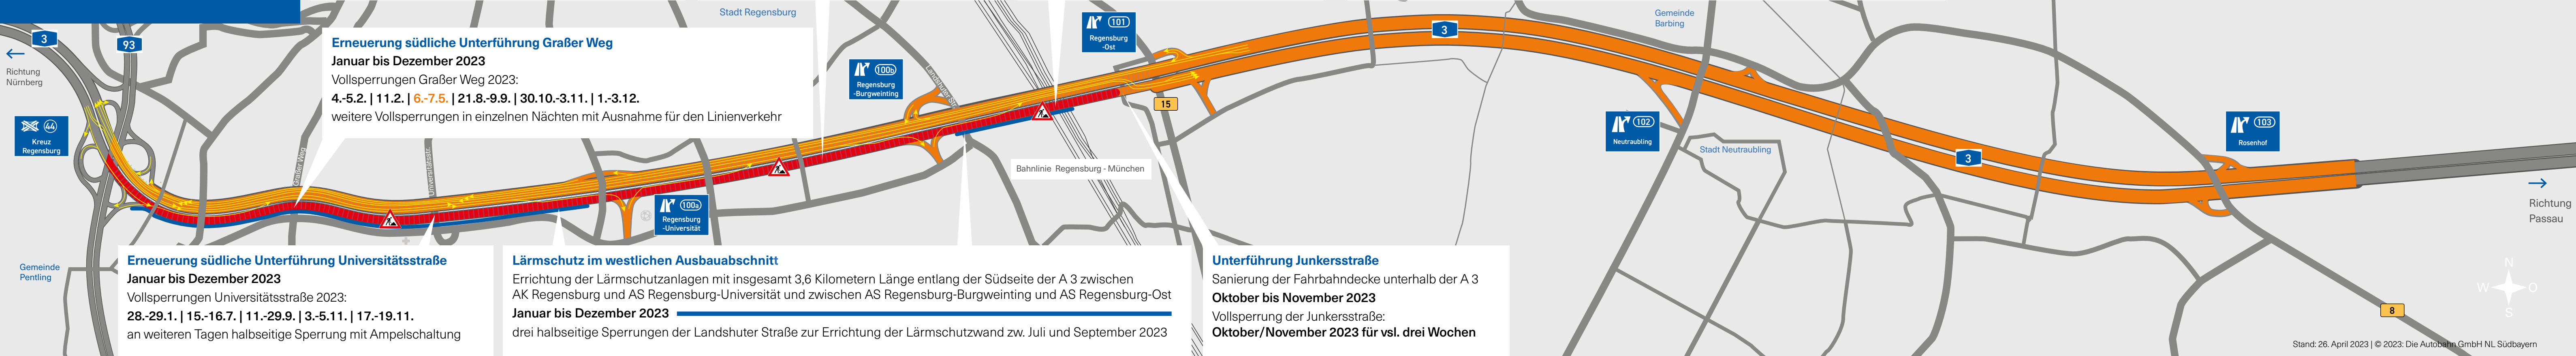 3
93
Richtung
Nürnberg
44
Kreuz
Regensburg
Gemeinde
Pentling
Erneuerung südliche Unterführung Graßer Weg
Januar bis Dezember 2023
Vollsperrungen Graßer Weg 2023:
4.-5.2. | 11.2. | 6.-7.5. | 21.8.-9.9. | 30.10.-3.11. | 1.-3.12.
weitere Vollsperrungen in einzelnen Nächten mit Ausnahme für den Linienverkehr
Graßer Weg
Universitätsstr.
Erneuerung südliche Unterführung Universitätsstraße
Januar bis Dezember 2023
Vollsperrungen Universitätsstraße 2023:
28.-29.1. | 15.-16.7. | 11.-29.9. | 3.-5.11. | 17.-19.11.
an weiteren Tagen halbseitige Sperrung mit Ampelschaltung
Stadt Regensburg
100a
Regensburg
-Universität
100b
Regensburg
-Burgweinting
Landshuter Str.
Lärmschutz im westlichen Ausbauabschnitt
Errichtung der Lärmschutzanlagen mit insgesamt 3,6 Kilometern Länge entlang der Südseite der A 3 zwischen
AK Regensburg und AS Regensburg-Universität und zwischen AS Regensburg-Burgweinting und AS Regensburg-Ost
Januar bis Dezember 2023
drei halbseitige Sperrungen der Landshuter Straße zur Errichtung der Lärmschutzwand zw. Juli und September 2023
Bahnlinie Regensburg - München
101
Regensburg
-Ost
15
Unterführung Junkersstraße
Sanierung der Fahrbahndecke unterhalb der A 3
Oktober bis November 2023
Vollsperrung der Junkersstraße:
Oktober/November 2023 für vsl. drei Wochen
3
Gemeinde
Barbing
102
Neutraubling
Stadt Neutraubling
3
103
Rosenhof
Richtung
Passau
8
N
W O
S
Stand: 26. April 2023 | © 2023: Die Autobahn GmbH NL Südbayern